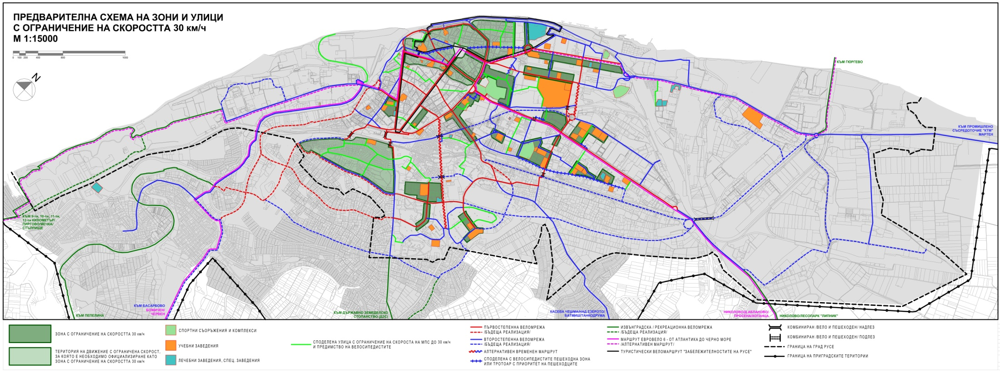 ПРЕДВАРИТЕЛНА СХЕМА НА ЗОНИ И УЛИЦИ
С ОГРАНИЧЕНИЕ НА СКОРОСТТА 30 км/ч
М 1:15000
0 100 200 400 600 1000
N
КЪМ ГЮРГЕВО
КЪМ ПРОМИШЛЕНО
СЪСРЕДОТОЧИЕ "КТМ"
МАРТЕН
КЪМ 9-ти, 10-ти, 11-ти,
12-ти КИЛОМЕТЪР/
ПИРГОВО/МЕЧКА/
СТЪЛПИЩЕ
КЪМ БАСАРБОВО
БОЖИЧЕН/
ЧЕРВЕН
КЪМ ПЕПЕЛИНА
КЪМ ДЪРЖАВНО ЗЕМЕДЕЛСКО
СТОПАНСТВО (ДЗС)
КАСЕВА ЧЕШМА/НАД ЕЗЕРОТО/
БАТМИШ/ТАНКОДРУМА
НИКОЛОВО/Д.АБЛАНОВО/
ПРОСЕНА/ХОТАНЦА
НИКОЛОВО/ЛЕСОПАРК "ЛИПНИК"
ЗОНА С ОГРАНИЧЕНИЕ НА СКОРОСТТА 30 км/ч
ТЕРИТОРИЯ НА ДВИЖЕНИЕ С ОГРАНИЧЕНА СКОРОСТ,
ЗА КОЯТО Е НЕОБХОДИМО ОФИЦИАЛИЗИРАНЕ КАТО
ЗОНА С ОГРАНИЧЕНИЕ НА СКОРОСТТА 30 км/ч
СПОРТНИ СЪОРЪЖЕНИЯ И КОМПЛЕКСИ
УЧЕБНИ ЗАВЕДЕНИЯ
ЛЕЧЕБНИ ЗАВЕДЕНИЯ, СПЕЦ. ЗАВЕДЕНИЯ
СПОДЕЛЕНА УЛИЦА С ОГРАНИЧЕНИЕ НА СКОРОСТА НА МПС ДО 30 км/ч
И ПРЕДИМСТВО НА ВЕЛОСИПЕДИСТИТЕ
ПЪРВОСТЕПЕННА ВЕЛОМРЕЖА
/БЪДЕЩА РЕАЛИЗАЦИЯ/
ВТОРОСТЕПЕННА ВЕЛОМРЕЖА
/БЪДЕЩА РЕАЛИЗАЦИЯ/
АЛТЕРНАТИВЕН ВРЕМЕНЕН МАРШРУТ
СПОДЕЛЕНА С ВЕЛОСИПЕДИСТИТЕ ПЕШЕХОДНА ЗОНА
ИЛИ ТРОТОАР С ПРИОРИТЕТ НА ПЕШЕХОДЦИТЕ
ИЗВЪНГРАДСКА / РЕКРЕАЦИОННА ВЕЛОМРЕЖА
/БЪДЕЩА РЕАЛИЗАЦИЯ/
МАРШРУТ ЕВРОВЕЛО 6 - ОТ АТЛАНТИКА ДО ЧЕРНО МОРЕ
/АЛТЕРНАТИВЕН МАРШРУТ/
ТУРИСТИЧЕСКИ ВЕЛОМАРШРУТ "ЗАБЕЛЕЖИТЕЛНОСТИТЕ НА РУСЕ"
КОМБИНИРАН /ВЕЛО И ПЕШЕХОДЕН/ НАДЛЕЗ
КОМБИНИРАН /ВЕЛО И ПЕШЕХОДЕН/ ПОДЛЕЗ
ГРАНИЦА НА ГРАД РУСЕ
ГРАНИЦА НА ПРИГРАДСКИТЕ ТЕРИТОРИИ